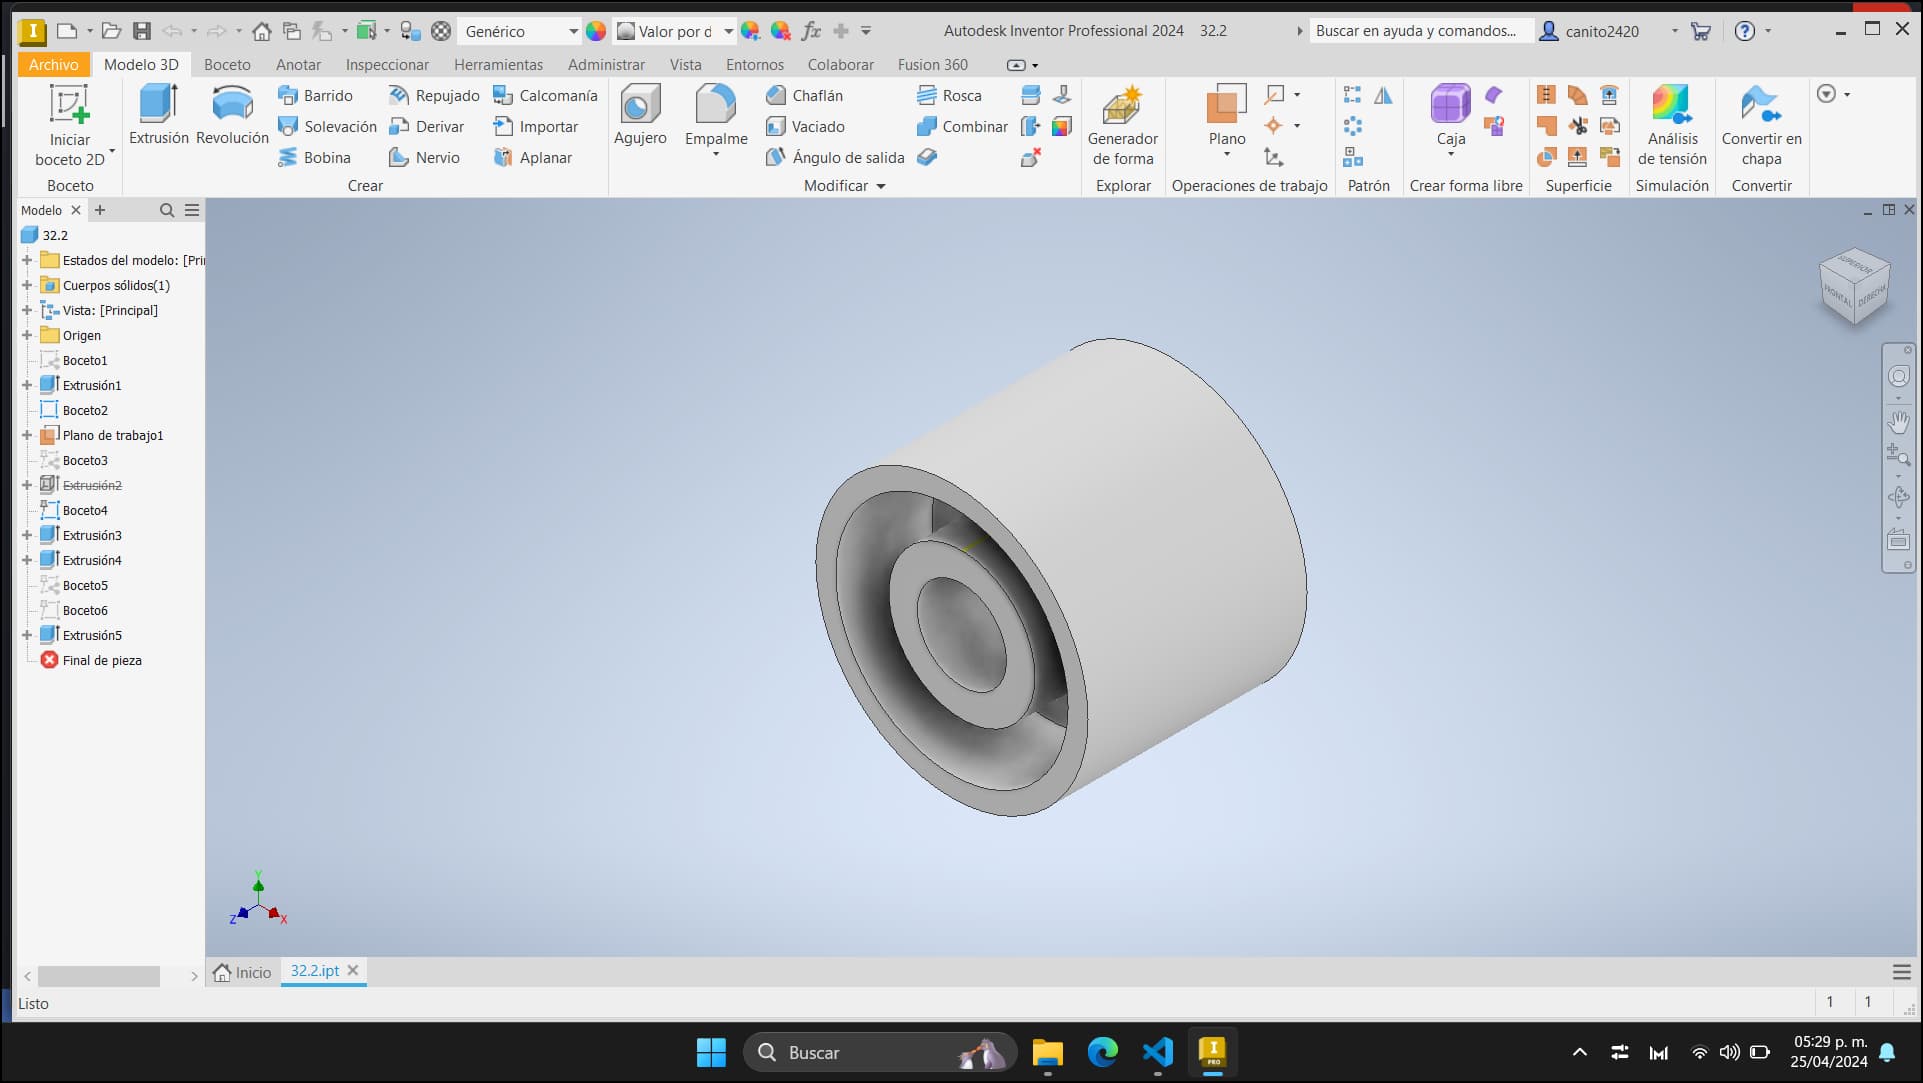 Genérico
Valor por d
Autodesk Inventor Professional 2024 32.2
Buscar en ayuda y comandos...
canito2420
Archivo Modelo 3D Boceto Anotar Inspeccionar Herramientas Administrar Vista Entornos Colaborar Fusion 360
Iniciar
boceto 2D
Boceto
Extrusión
Revolución
Barrido
Solevación
Bobina
Repujado
Derivar
Nervio
Calcomanía
Importar
Aplanar
Crear
Agujero
Empalme
Chaflán
Vaciado
Ángulo de salida
Rosca
Combinar
Modificar
Generador
de forma
Explorar
Plano
Operaciones de trabajo
Patrón
Caja
Crear forma libre
Superficie
Análisis
de tensión
Simulación
Convertir en
chapa
Convertir
Modelo
32.2
Estados del modelo: [Pri
Cuerpos sólidos(1)
Vista: [Principal]
Origen
Boceto1
Extrusión1
Boceto2
Plano de trabajo1
Boceto3
Extrusión2
Boceto4
Extrusión3
Extrusión4
Boceto5
Boceto6
Extrusión5
Final de pieza
SUPERIOR
FRONTAL
DERECHA
Y
Z
X
Inicio
32.2.ipt
Listo
1 1
Buscar
I
PRO
05:29 p. m.
25/04/2024